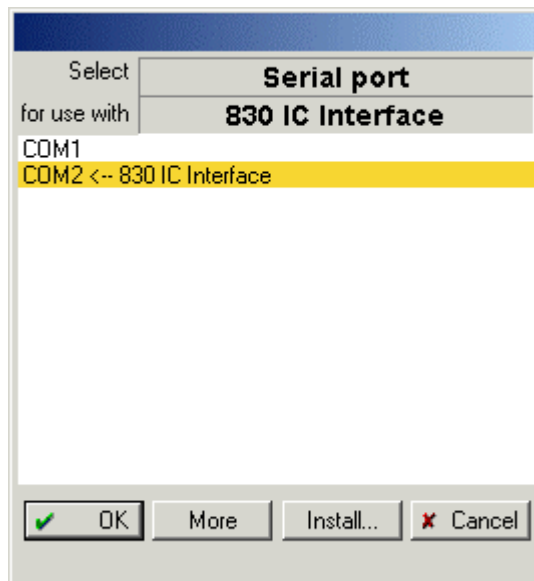 Select Serial port
for use with 830 IC Interface
COM1
COM2 <-- 830 IC Interface
OK More Install... Cancel